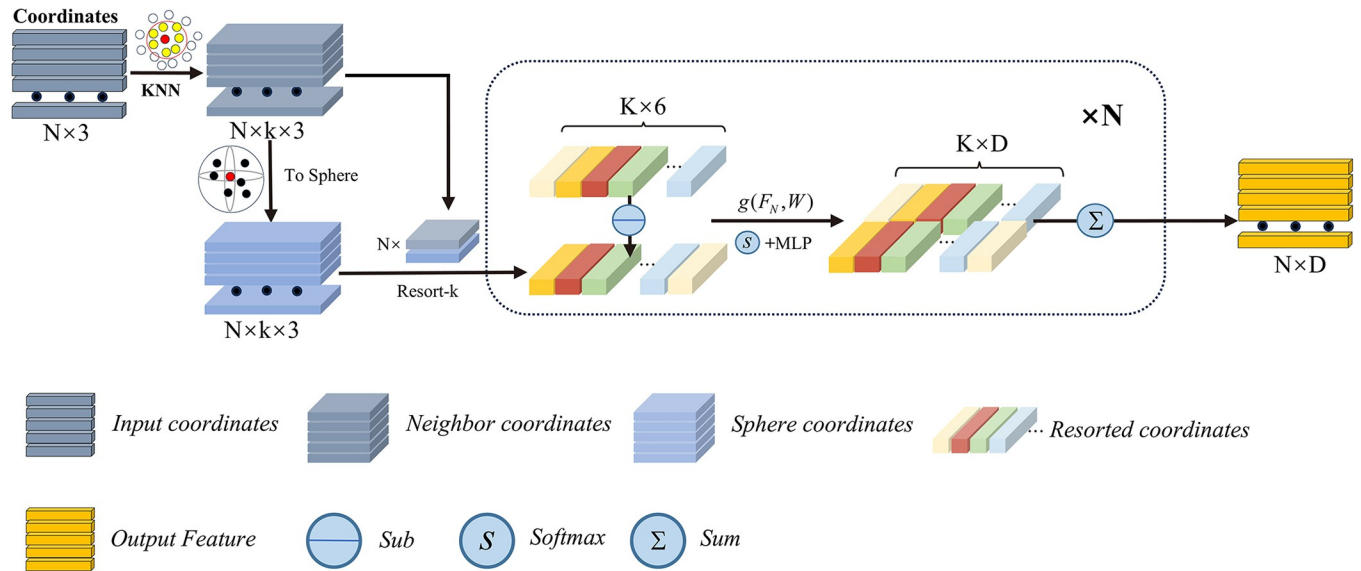 Coordinates
KNN
N×3
N×k×3
To Sphere
N×k×3
N×
Resort-k
K×6
g(F_N,W)
S +MLP
K×D
×N
Σ
N×D
Input coordinates
Neighbor coordinates
Sphere coordinates
... Resorted coordinates
Output Feature
Sub
S Softmax
Σ Sum